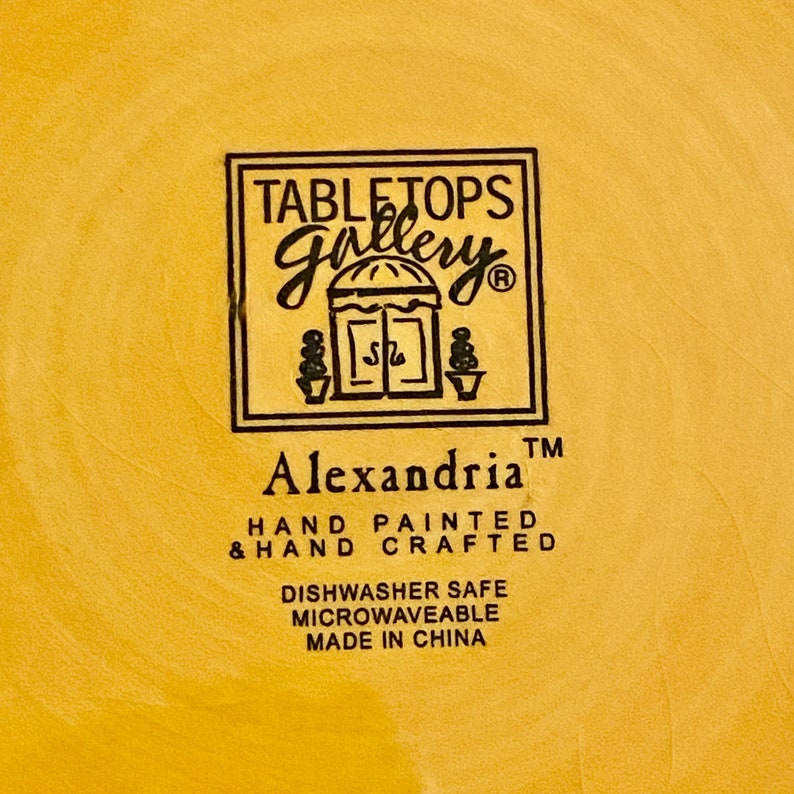 TABLETOPS
gallery®
Alexandria™
HAND PAINTED
& HAND CRAFTED
DISHWASHER SAFE
MICROWAVEABLE
MADE IN CHINA